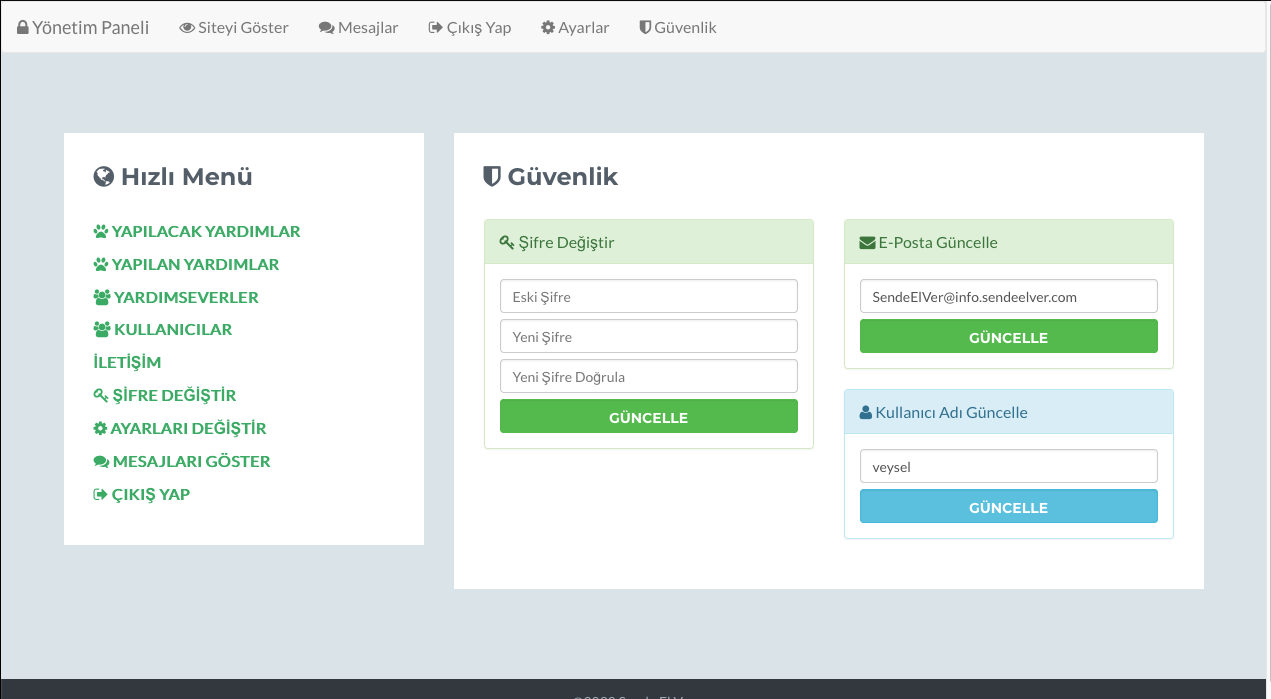 Yönetim Paneli Siteyi Göster Mesajlar Çıkış Yap Ayarlar Güvenlik
Hızlı Menü
YAPILACAK YARDIMLAR
YAPILAN YARDIMLAR
YARDIMSEVERLER
KULLANICILAR
İLETİŞİM
ŞİFRE DEĞİŞTİR
AYARLARI DEĞİŞTİR
MESAJLARI GÖSTER
ÇIKIŞ YAP
Güvenlik
Şifre Değiştir
Eski Şifre
Yeni Şifre
Yeni Şifre Doğrula
GÜNCELLE
E-Posta Güncelle
SendeElVer@info.sendeelver.com
GÜNCELLE
Kullanıcı Adı Güncelle
veysel
GÜNCELLE